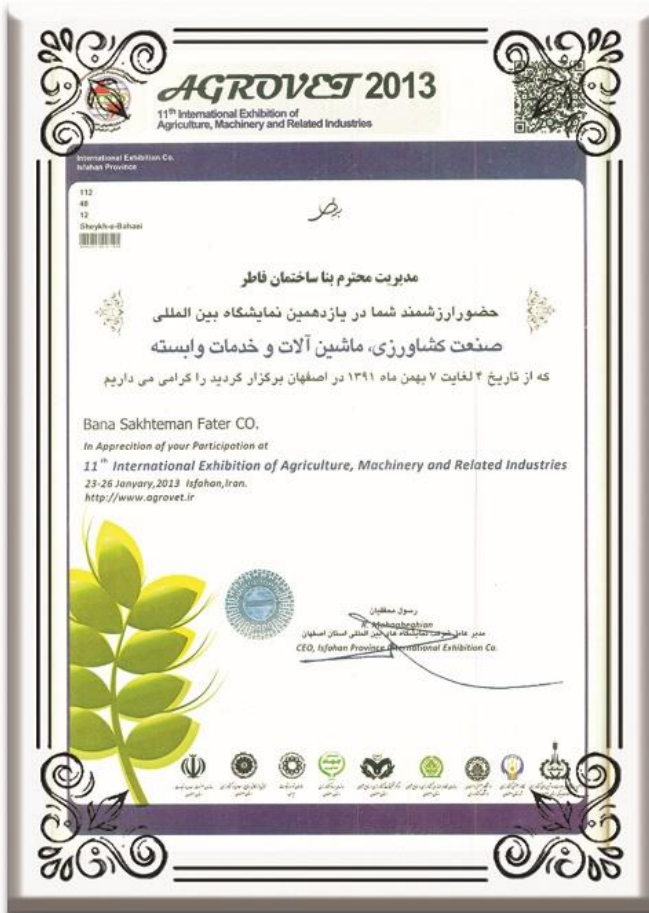 AGROVET 2013
11th International Exhibition of
Agriculture, Machinery and Related Industries
International Exhibition Co.
Isfahan Province
112
48
12
Sheykh-e-Bahaei
مدیریت محترم بنا ساختمان فاطر
حضور ارزشمند شما در یازدهمین نمایشگاه بین المللی
صنعت کشاورزی، ماشین آلات و خدمات وابسته
که از تاریخ ۴ لغایت ۷ بهمن ماه ۱۳۹۱ در اصفهان برگزار گردید را گرامی می داریم
Bana Sakhteman Fater CO.
In Apprecition of your Participation at
11th International Exhibition of Agriculture, Machinery and Related Industries
23-26 Janyary,2013 Isfahan,Iran.
http://www.agrovet.ir
رسول محققیان
R. Mohagheghian
مدیر عامل شرکت نمایشگاه های بین المللی استان اصفهان
CEO, Isfahan Province International Exhibition Co.